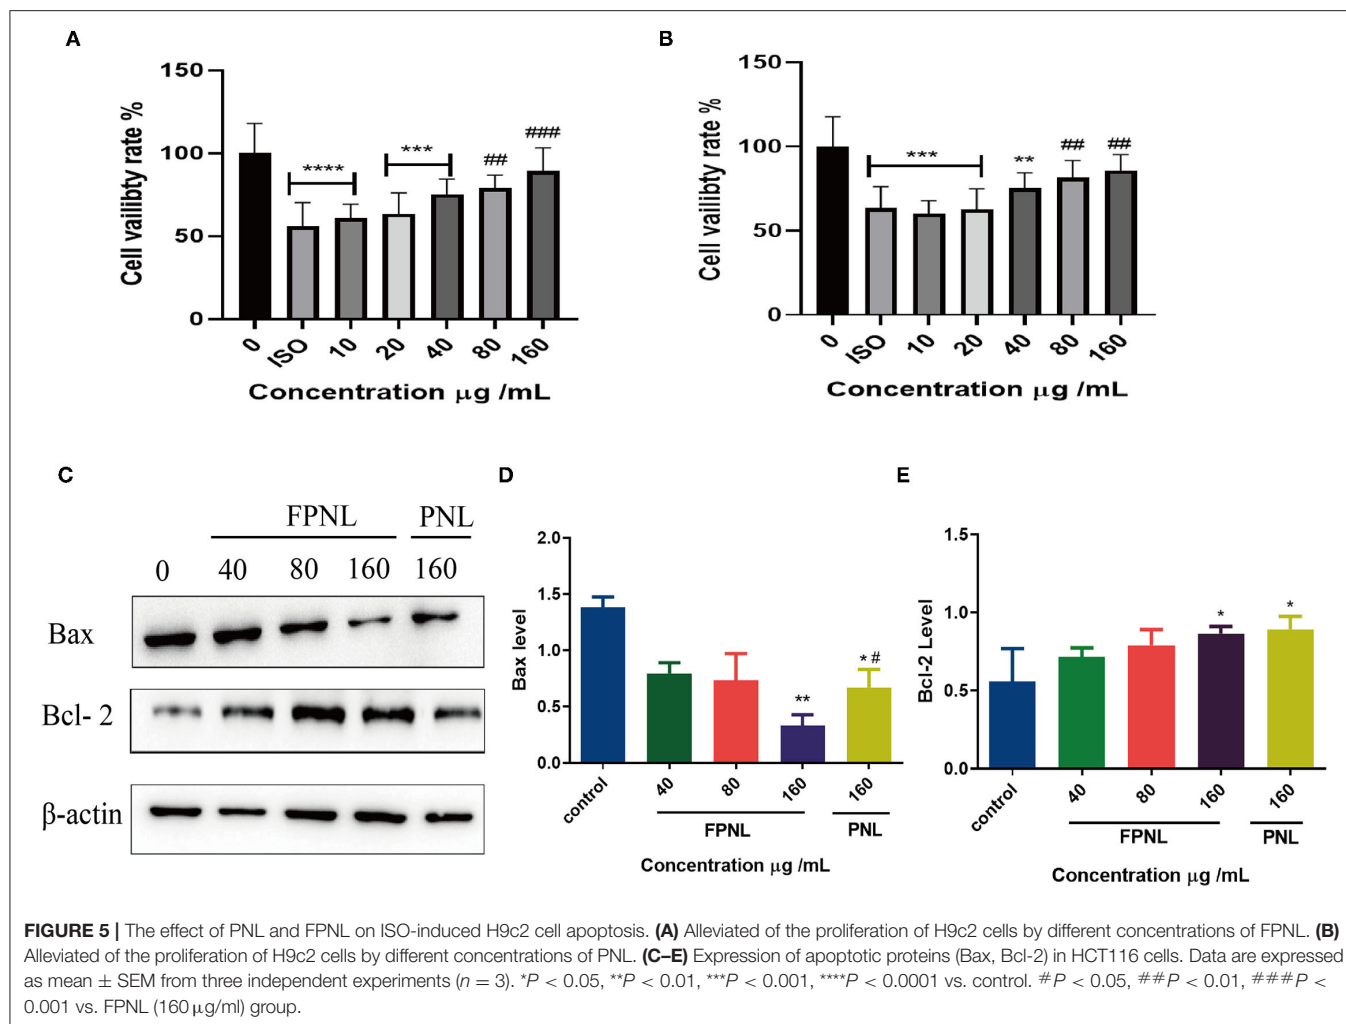 A
150
100
50
0
Cell vailibty rate %
****
***
##
###
0
ISO
10
20
40
80
160
Concentration μg /mL
B
150
100
50
0
Cell vailibty rate %
***
**
##
##
0
ISO
10
20
40
80
160
Concentration μg /mL
C
FPNL PNL
0 40 80 160 160
Bax
Bcl- 2
β-actin
D
2.0
1.5
1.0
0.5
0.0
Bax level
**
* #
control
40
80
160
160
FPNL PNL
Concentration μg /mL
E
1.5
1.0
0.5
0.0
Bcl-2 Level
*
*
control
40
80
160
160
FPNL PNL
Concentration μg /mL
FIGURE 5 | The effect of PNL and FPNL on ISO-induced H9c2 cell apoptosis. (A) Alleviated of the proliferation of H9c2 cells by different concentrations of FPNL. (B)
Alleviated of the proliferation of H9c2 cells by different concentrations of PNL. (C–E) Expression of apoptotic proteins (Bax, Bcl-2) in HCT116 cells. Data are expressed
as mean ± SEM from three independent experiments (n = 3). *P < 0.05, **P < 0.01, ***P < 0.001, ****P < 0.0001 vs. control. #P < 0.05, ##P < 0.01, ###P <
0.001 vs. FPNL (160 μg/ml) group.